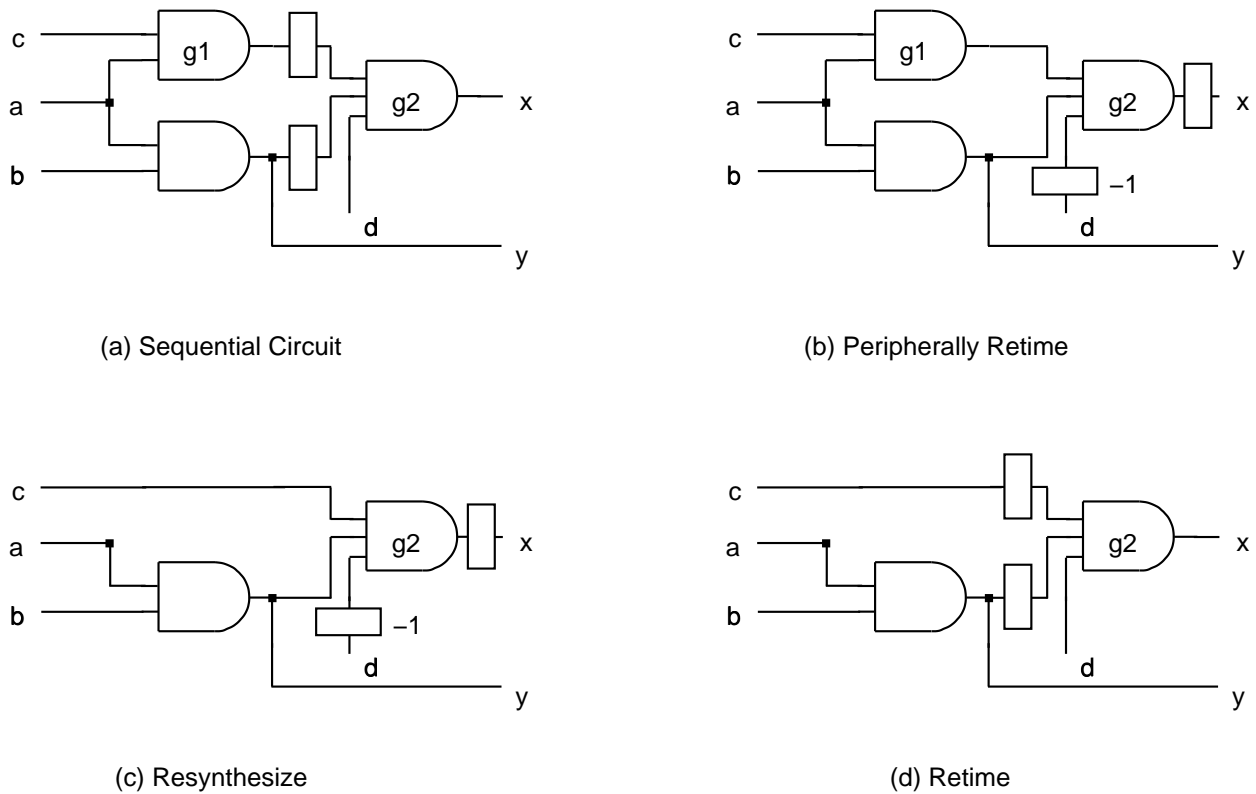 c
g1
a
g2
x
b
d
y
(a) Sequential Circuit
c
g1
a
g2
x
b
–1
d
y
(b) Peripherally Retime
c
a
g2
x
b
–1
d
y
(c) Resynthesize
c
a
g2
x
b
d
y
(d) Retime